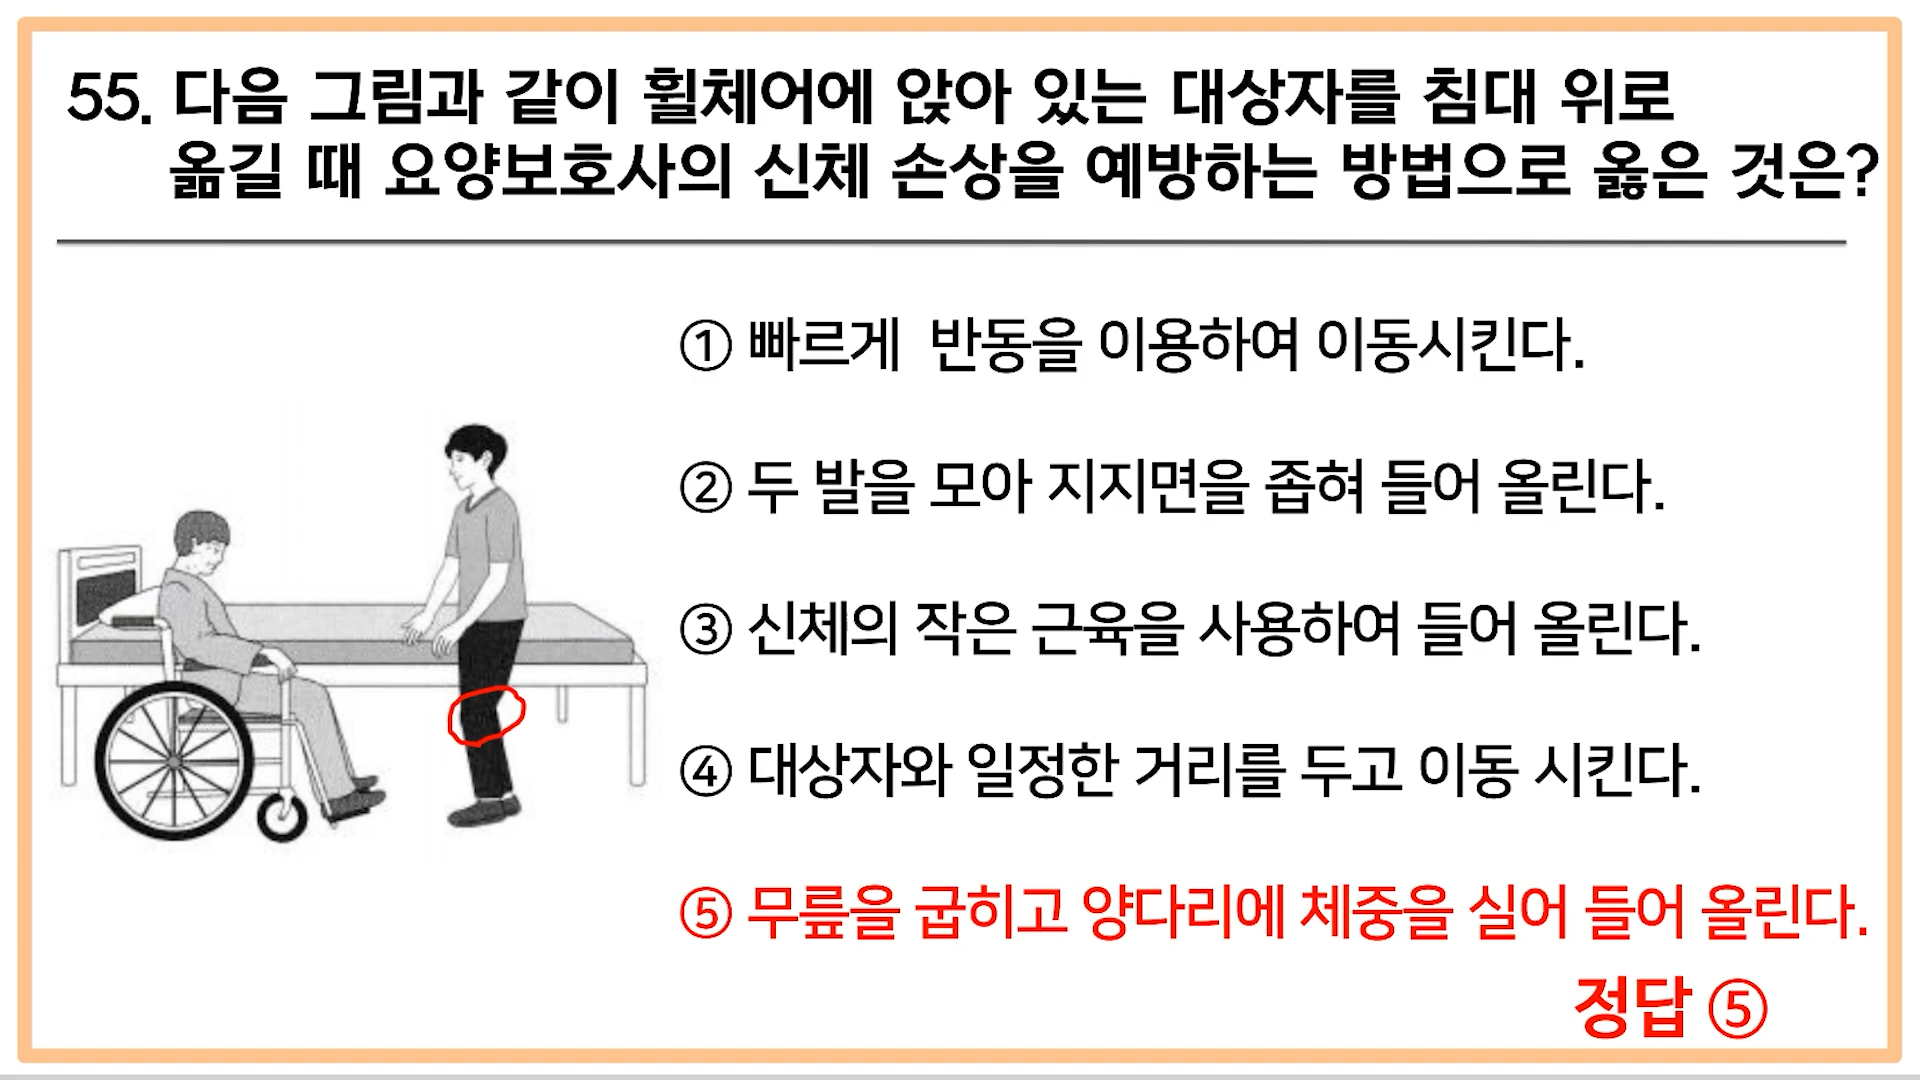 55. 다음 그림과 같이 휠체어에 앉아 있는 대상자를 침대 위로
옮길 때 요양보호사의 신체 손상을 예방하는 방법으로 옳은 것은?
① 빠르게 반동을 이용하여 이동시킨다.
② 두 발을 모아 지지면을 좁혀 들어 올린다.
③ 신체의 작은 근육을 사용하여 들어 올린다.
④ 대상자와 일정한 거리를 두고 이동 시킨다.
⑤ 무릎을 굽히고 양다리에 체중을 실어 들어 올린다.
정답 ⑤